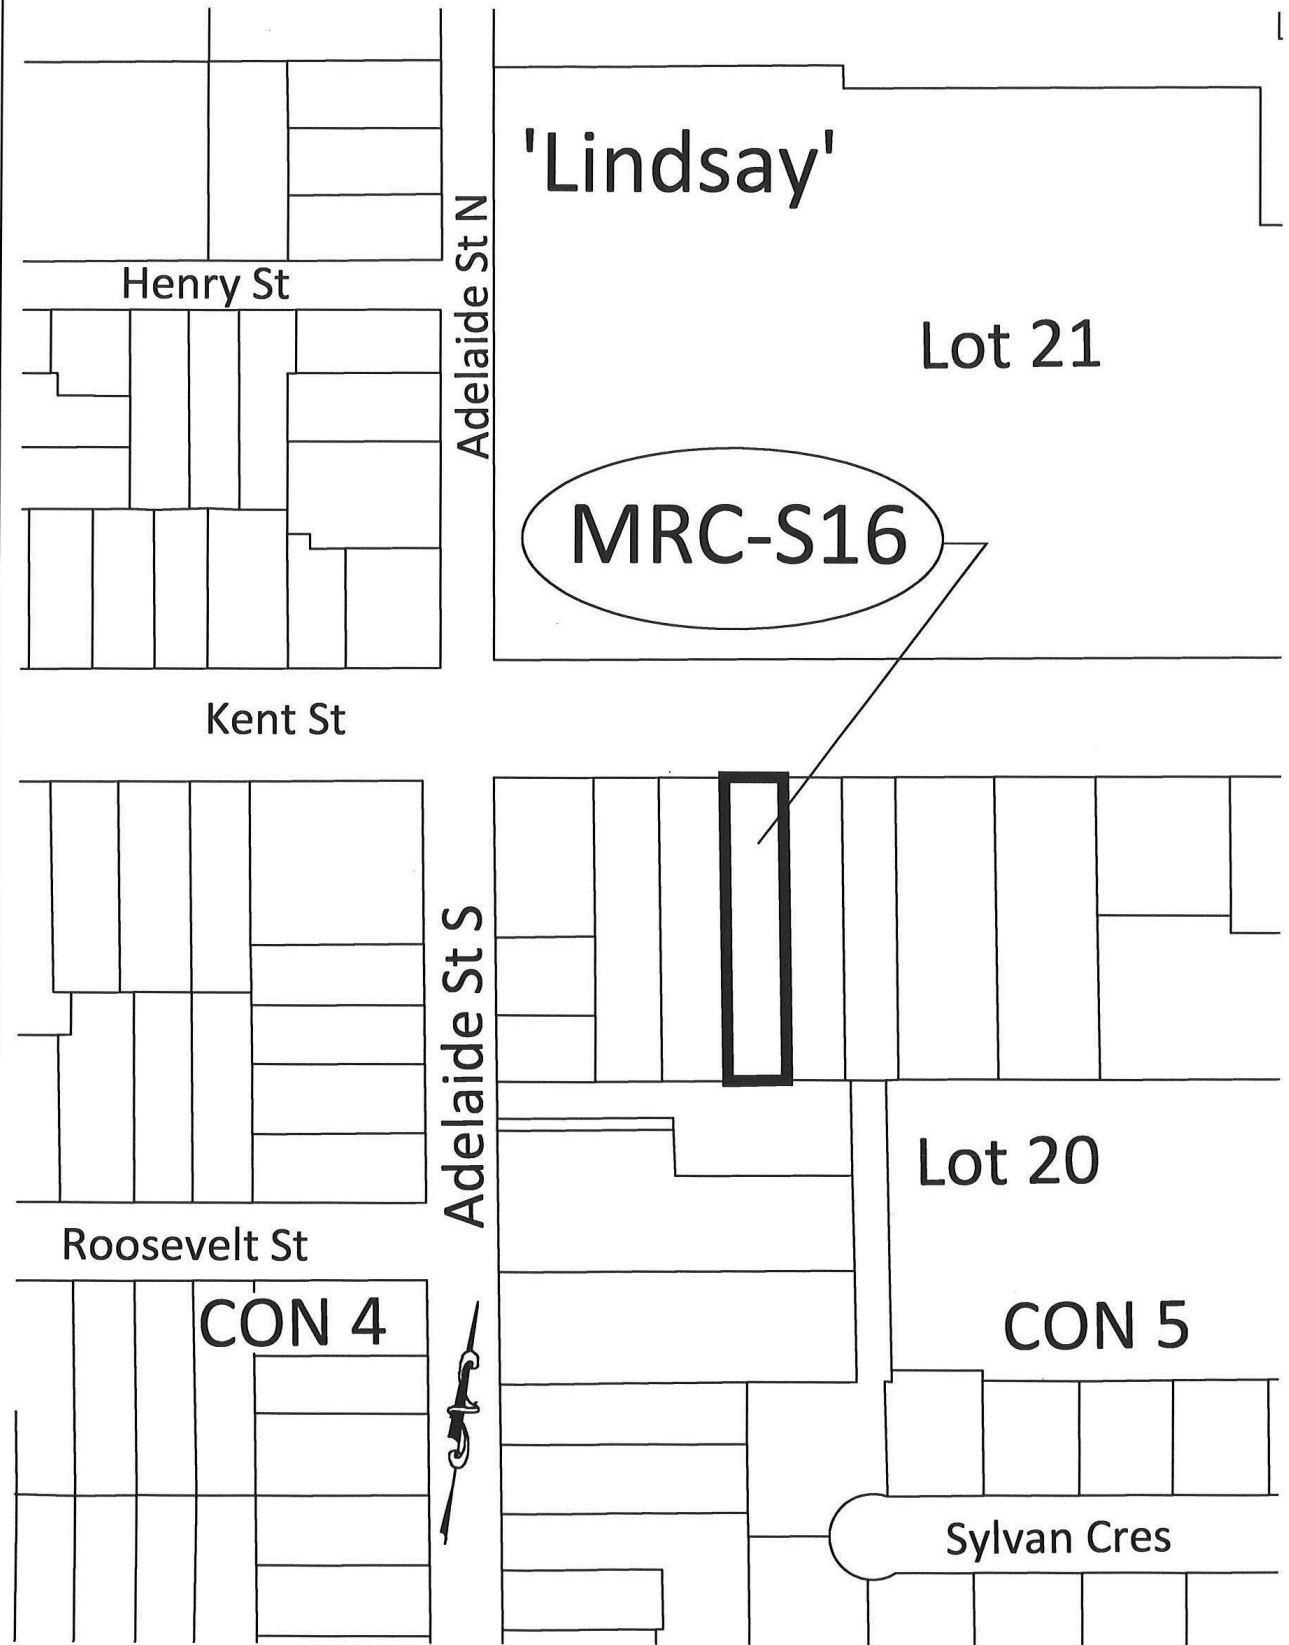 'Lindsay'
Adelaide St N
Henry St
Lot 21
MRC-S16
Kent St
Adelaide St S
Lot 20
Roosevelt St
CON 4
CON 5
Sylvan Cres